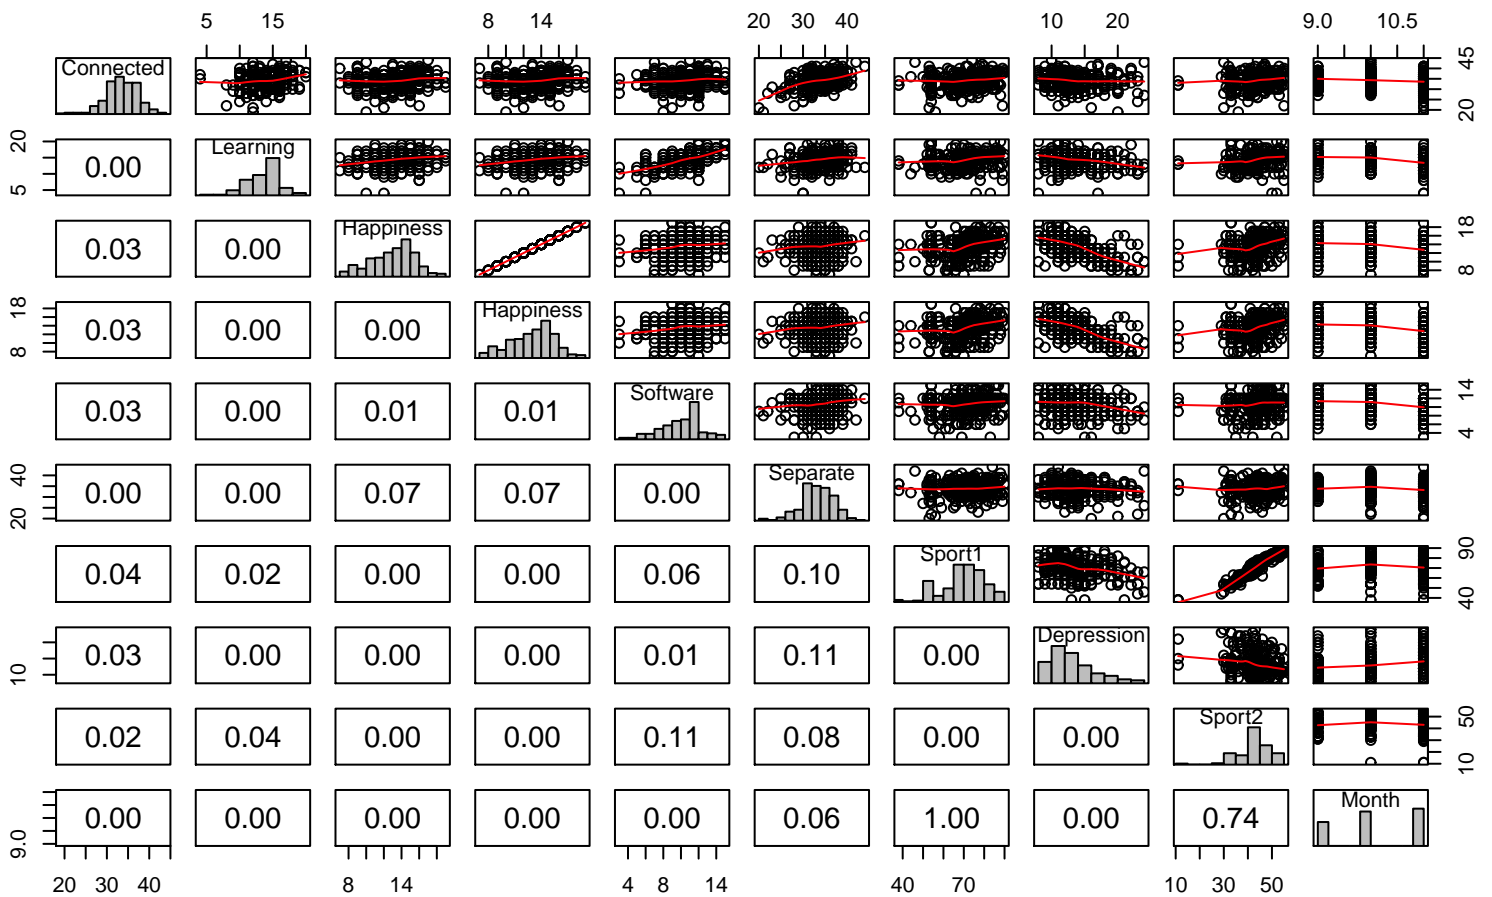 5 15 8 14 20 30 40 10 20 9.0 10.5
Connected 45 20
20 5 0.00 Learning
0.03 0.00 Happiness 18 8
18 8 0.03 0.00 0.00 Happiness
0.03 0.00 0.01 0.01 Software 14 4
40 20 0.00 0.00 0.07 0.07 0.00 Separate
0.04 0.02 0.00 0.00 0.06 0.10 Sport1 90 40
10 0.03 0.00 0.00 0.00 0.01 0.11 0.00 Depression
0.02 0.04 0.00 0.00 0.11 0.08 0.00 0.00 Sport2 50 10
9.0 0.00 0.00 0.00 0.00 0.00 0.06 1.00 0.00 0.74 Month
20 30 40 8 14 4 8 14 40 70 10 30 50